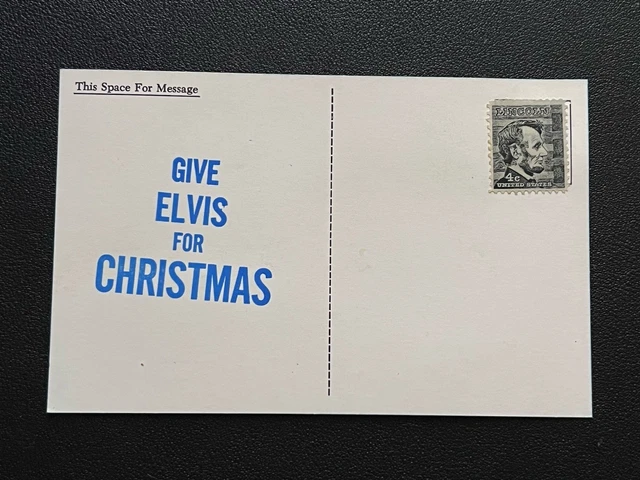 This Space For Message
GIVE
ELVIS
FOR
CHRISTMAS
LINCOLN
4c
UNITED STATES